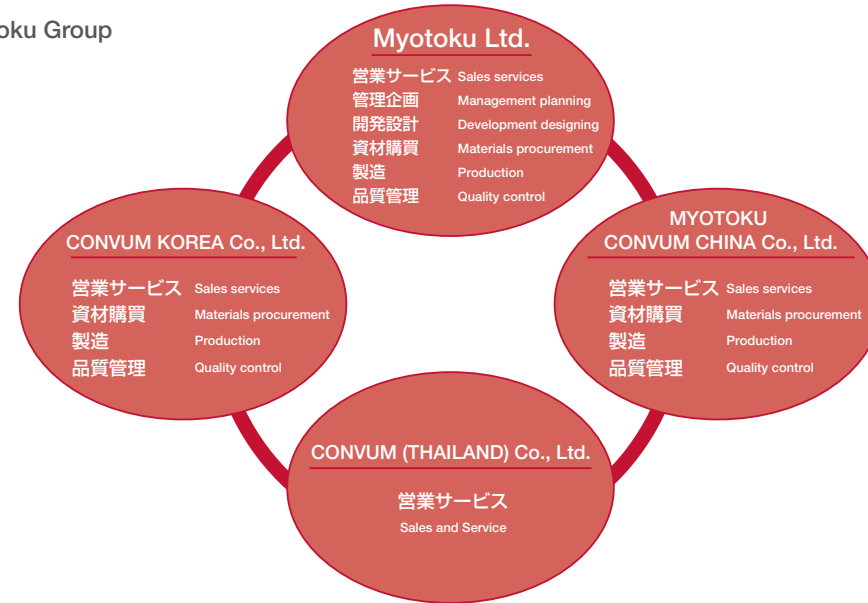 oku Group
Myotoku Ltd.
営業サービス Sales services
管理企画 Management planning
開発設計 Development designing
資材購買 Materials procurement
製造 Production
品質管理 Quality control
CONVUM KOREA Co., Ltd.
営業サービス Sales services
資材購買 Materials procurement
製造 Production
品質管理 Quality control
MYOTOKU
CONVUM CHINA Co., Ltd.
営業サービス Sales services
資材購買 Materials procurement
製造 Production
品質管理 Quality control
CONVUM (THAILAND) Co., Ltd.
営業サービス
Sales and Service